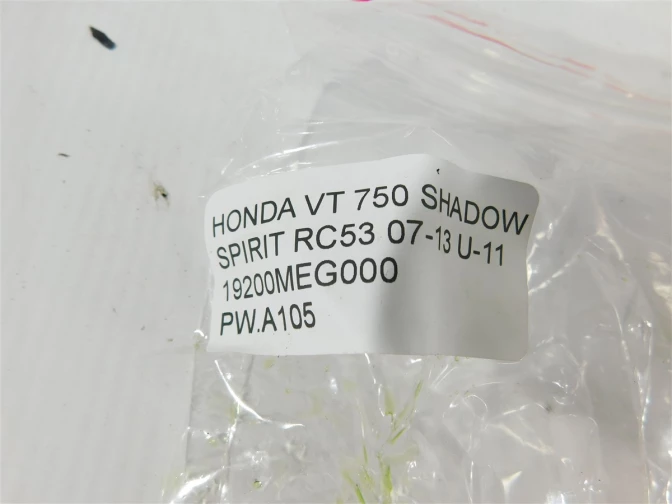 HONDA VT 750 SHADOW
SPIRIT RC53 07-13 U-11
19200MEG000
PW.A105